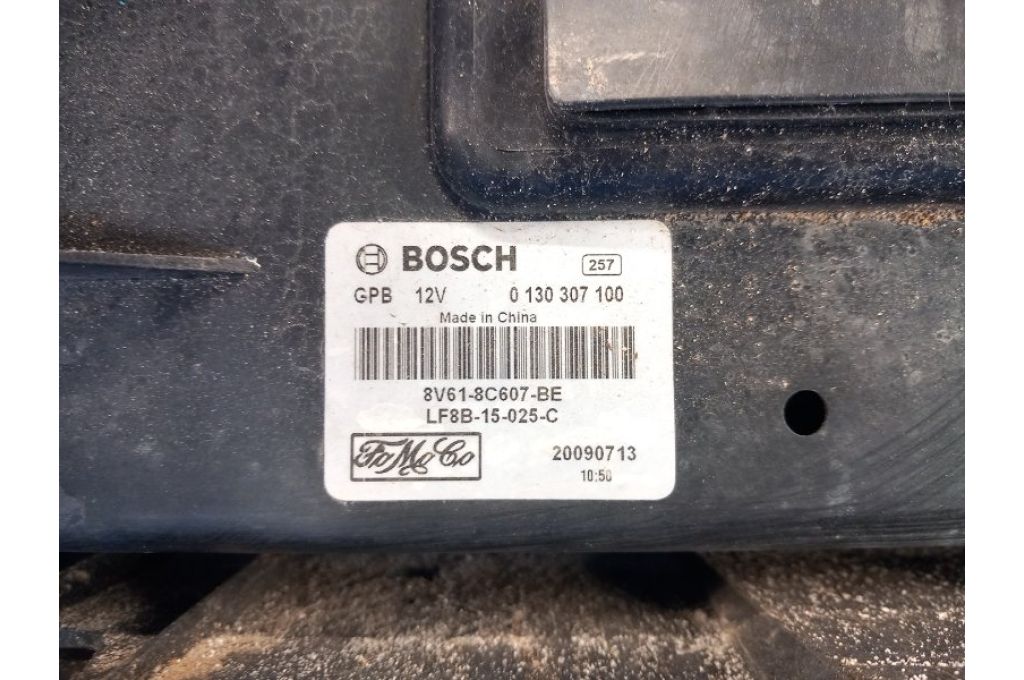 BOSCH 257
GPB 12V 0 130 307 100
Made in China
8V61-8C607-BE
LF8B-15-025-C
FoMoCo 20090713
10:50